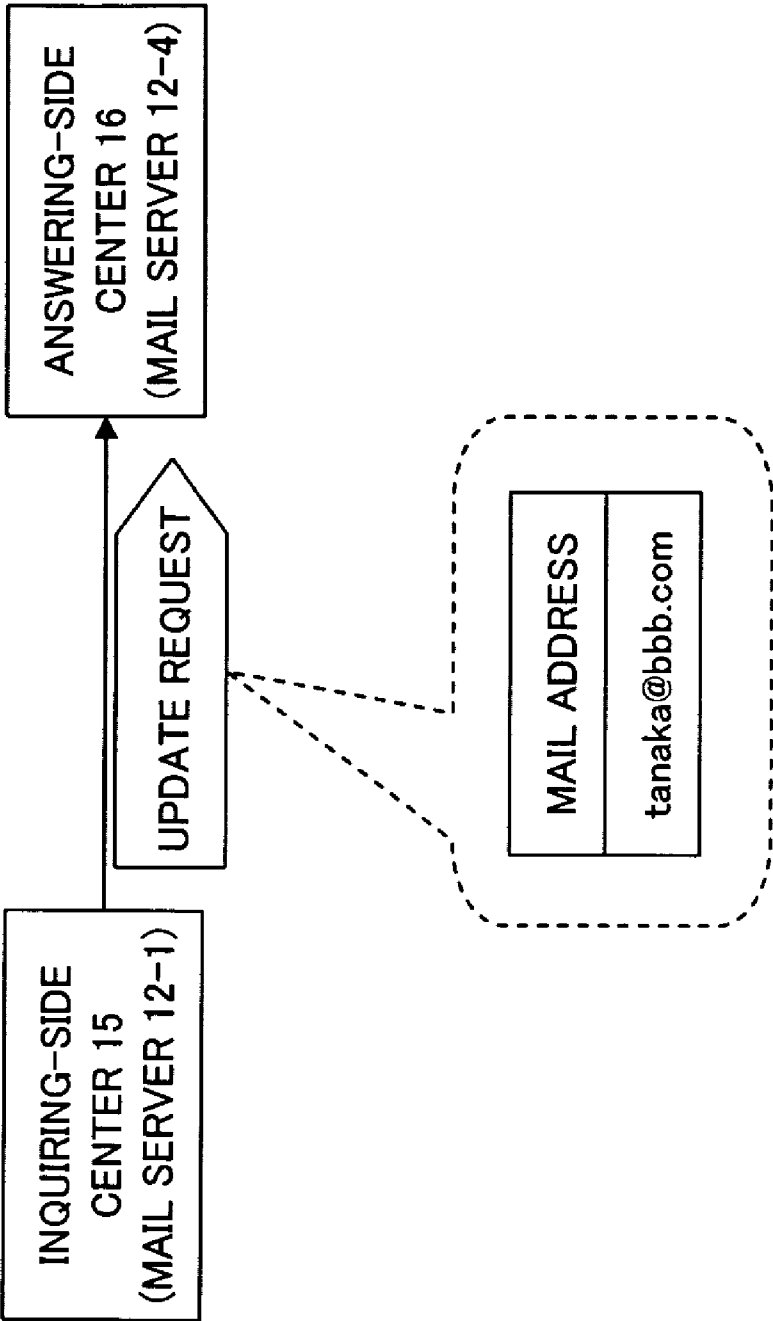 INQUIRING-SIDE
CENTER 15
(MAIL SERVER 12-1)
UPDATE REQUEST
ANSWERING-SIDE
CENTER 16
(MAIL SERVER 12-4)
MAIL ADDRESS
tanaka@bbb.com